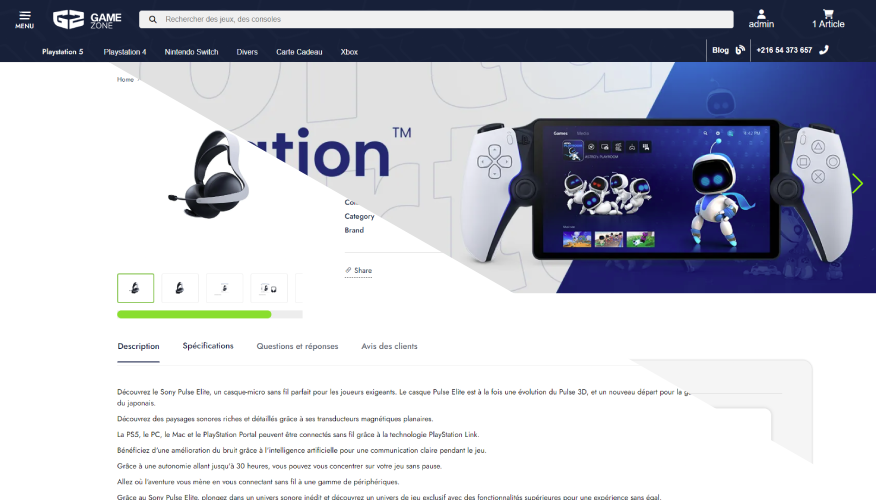 MENU
GAME
ZONE
Rechercher des jeux, des consoles
admin
1 Article
Playstation 5
Playstation 4
Nintendo Switch
Divers
Carte Cadeau
Xbox
Blog
+216 54 373 657
Home
ation™
Games Media
9:42 PM
ASTRO's PLAYROOM
Category
Brand
Share
Description
Spécifications
Questions et réponses
Avis des clients
Découvrez le Sony Pulse Elite, un casque-micro sans fil parfait pour les joueurs exigeants. Le casque Pulse Elite est à la fois une évolution du Pulse 3D, et un nouveau départ pour la
du japonais.
Découvrez des paysages sonores riches et détaillés grâce à ses transducteurs magnétiques planaires.
La PS5, le PC, le Mac et le PlayStation Portal peuvent être connectés sans fil grâce à la technologie PlayStation Link.
Bénéficiez d'une amélioration du bruit grâce à l'intelligence artificielle pour une communication claire pendant le jeu.
Grâce à une autonomie allant jusqu'à 30 heures, vous pouvez vous concentrer sur votre jeu sans pause.
Allez où l'aventure vous mène en vous connectant sans fil à une gamme de périphériques.
Grâce au Sony Pulse Elite, plongez dans un univers sonore inédit et découvrez un univers de jeu exclusif avec des fonctionnalités supérieures pour une expérience sans égal.